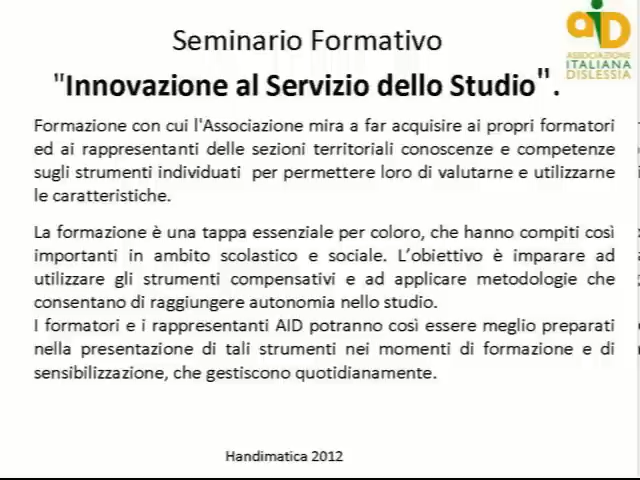 Seminario Formativo
"Innovazione al Servizio dello Studio".
AiD
ASSOCIAZIONE
ITALIANA
DISLESSIA
Formazione con cui l'Associazione mira a far acquisire ai propri formatori
ed ai rappresentanti delle sezioni territoriali conoscenze e competenze
sugli strumenti individuati per permettere loro di valutarne e utilizzarne
le caratteristiche.
La formazione è una tappa essenziale per coloro, che hanno compiti così
importanti in ambito scolastico e sociale. L'obiettivo è imparare ad
utilizzare gli strumenti compensativi e ad applicare metodologie che
consentano di raggiungere autonomia nello studio.
I formatori e i rappresentanti AID potranno così essere meglio preparati
nella presentazione di tali strumenti nei momenti di formazione e di
sensibilizzazione, che gestiscono quotidianamente.
Handimatica 2012